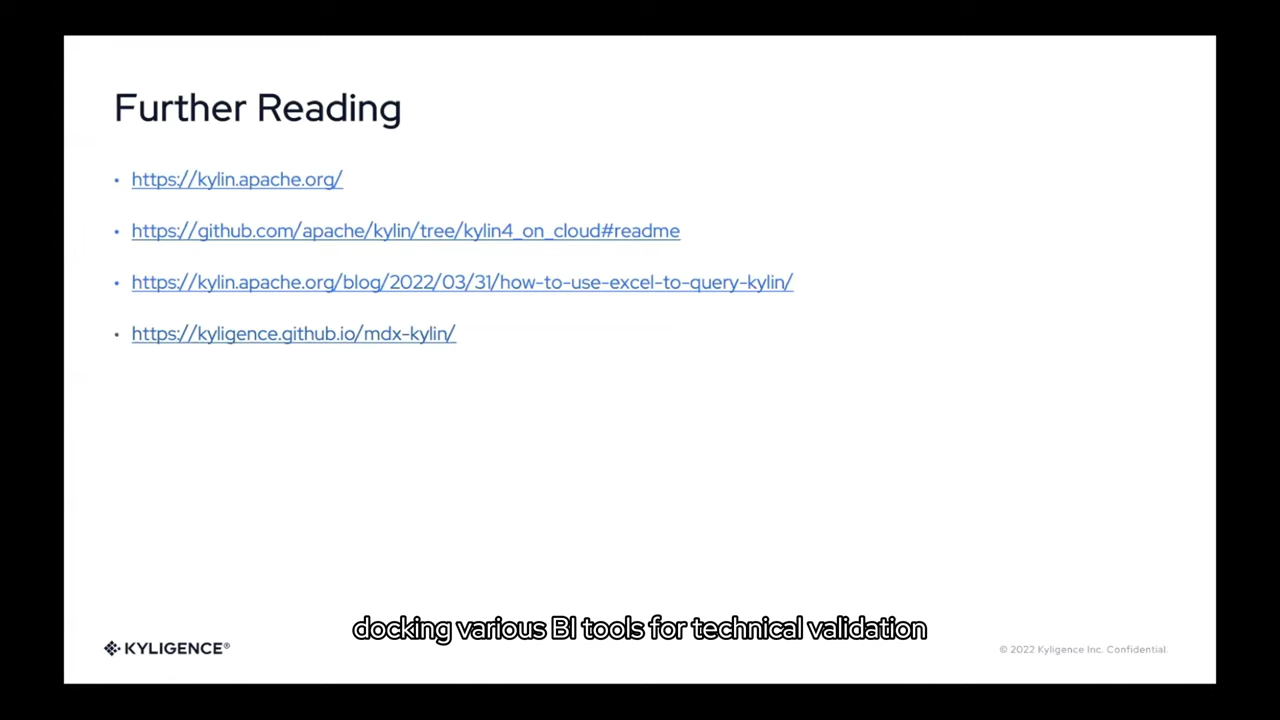 Further Reading
• https://kylin.apache.org/
• https://github.com/apache/kylin/tree/kylin4_on_cloud#readme
• https://kylin.apache.org/blog/2022/03/31/how-to-use-excel-to-query-kylin/
• https://kyligence.github.io/mdx-kylin/
docking various BI tools for technical validation
KYLIGENCE®
© 2022 Kyligence Inc. Confidential.